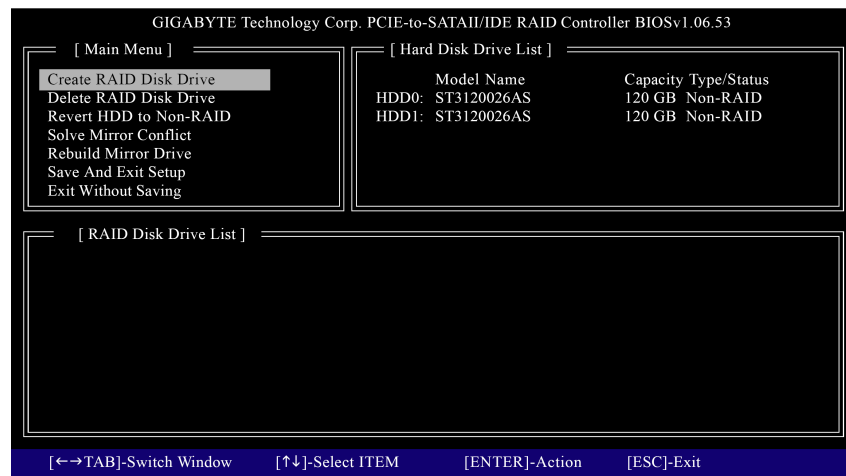 GIGABYTE Technology Corp. PCIE-to-SATAII/IDE RAID Controller BIOSv1.06.53
[ Main Menu ]
Create RAID Disk Drive
Delete RAID Disk Drive
Revert HDD to Non-RAID
Solve Mirror Conflict
Rebuild Mirror Drive
Save And Exit Setup
Exit Without Saving
[ Hard Disk Drive List ]
Model Name Capacity Type/Status
HDD0: ST3120026AS 120 GB Non-RAID
HDD1: ST3120026AS 120 GB Non-RAID
[ RAID Disk Drive List ]
[←→TAB]-Switch Window [↑↓]-Select ITEM [ENTER]-Action [ESC]-Exit